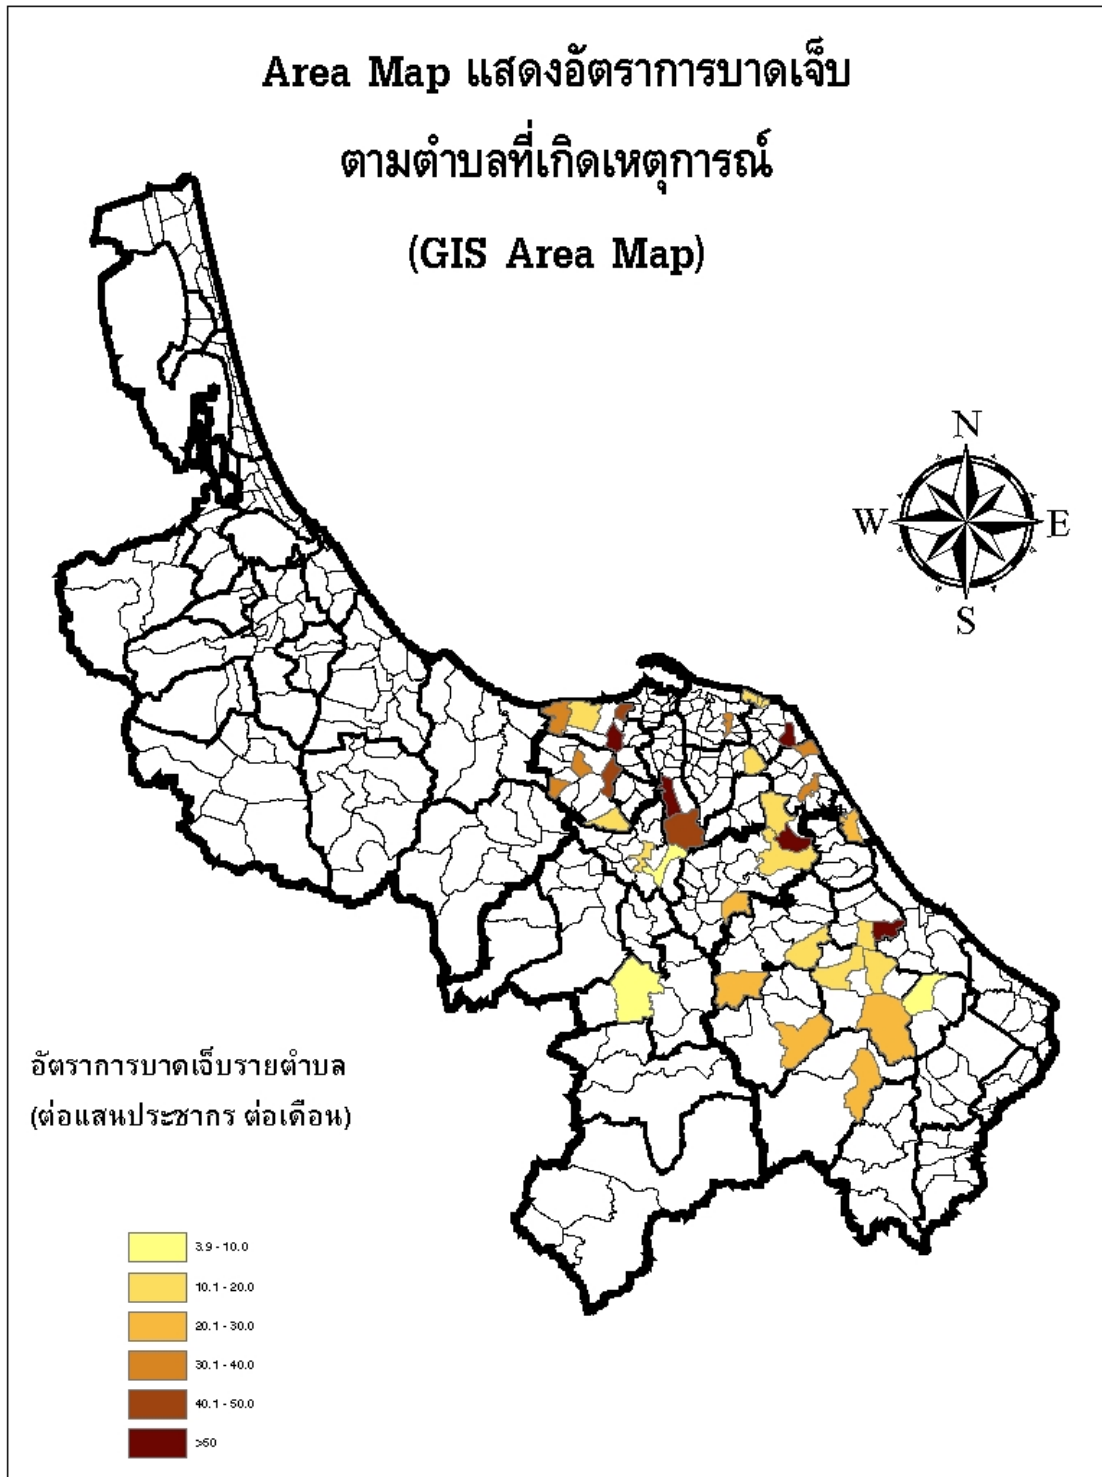 Area Map แสดงอัตราการบาดเจ็บ
ตามตำบลที่เกิดเหตุการณ์
(GIS Area Map)
N
W
E
S
อัตราการบาดเจ็บรายตำบล
(ต่อแสนประชากร ต่อเดือน)
3.9 - 10.0
10.1 - 20.0
20.1 - 30.0
30.1 - 40.0
40.1 - 50.0
>50